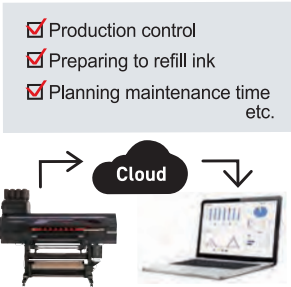 Production control
Preparing to refill ink
Planning maintenance time
etc.
Cloud